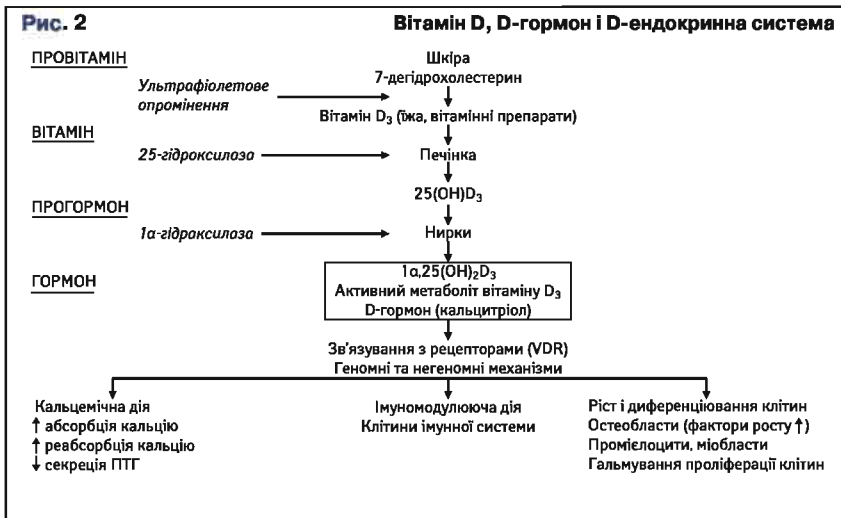 Рис. 2
Вітамін D, D-гормон і D-ендокринна система
ПРОВІТАМІН
Шкіра
7-дегідрохолестерин
Ультрафіолетове
опромінення
Вітамін D₃ (їжа, вітамінні препарати)
ВІТАМІН
25-гідроксилоза
Печінка
25(OH)D₃
ПРОГОРМОН
1α-гідроксилоза
Нирки
ГОРМОН
1α,25(OH)₂D₃
Активний метаболіт вітаміну D₃
D-гормон (кальцитріол)
Зв'язування з рецепторами (VDR)
Геномні та негеномні механізми
Кальцемічна дія
↑ абсорбція кальцію
↑ реабсорбція кальцію
↓ секреція ПТГ
Імуномодулююча дія
Клітини імунної системи
Ріст і диференціювання клітин
Остеобласти (фактори росту ↑)
Промієлоцити, міобласти
Гальмування проліферації клітин